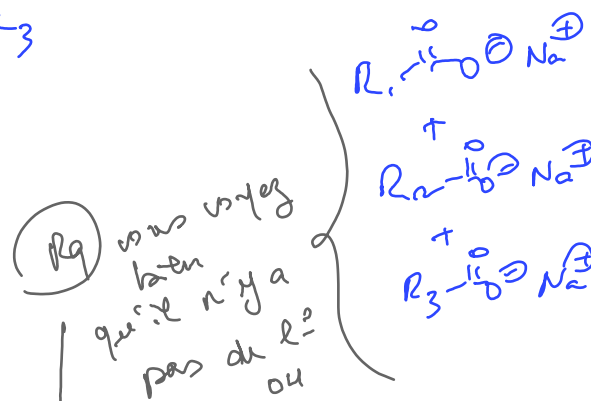 3
O
R1 C O ⊖ Na ⊕
+
O
R2 C O ⊖ Na ⊕
+
O
R3 C O ⊖ Na ⊕
Rq vous voyez
bien
qu'il n'y a
pas de
OH